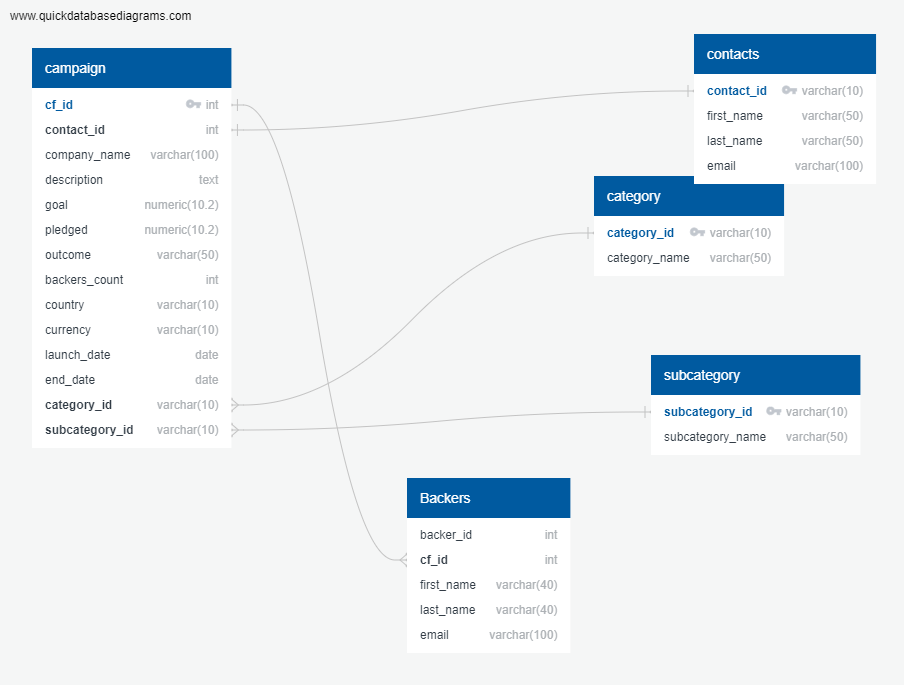 www.quickdatabasediagrams.com
campaign
cf_id int
contact_id int
company_name varchar(100)
description text
goal numeric(10.2)
pledged numeric(10.2)
outcome varchar(50)
backers_count int
country varchar(10)
currency varchar(10)
launch_date date
end_date date
category_id varchar(10)
subcategory_id varchar(10)
contacts
contact_id varchar(10)
first_name varchar(50)
last_name varchar(50)
email varchar(100)
category
category_id varchar(10)
category_name varchar(50)
subcategory
subcategory_id varchar(10)
subcategory_name varchar(50)
Backers
backer_id int
cf_id int
first_name varchar(40)
last_name varchar(40)
email varchar(100)